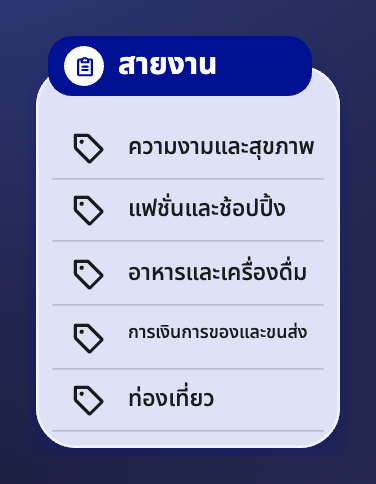 สายงาน
ความงามและสุขภาพ
แฟชั่นและช้อปปิ้ง
อาหารและเครื่องดื่ม
การเงินการของและขนส่ง
ท่องเที่ยว